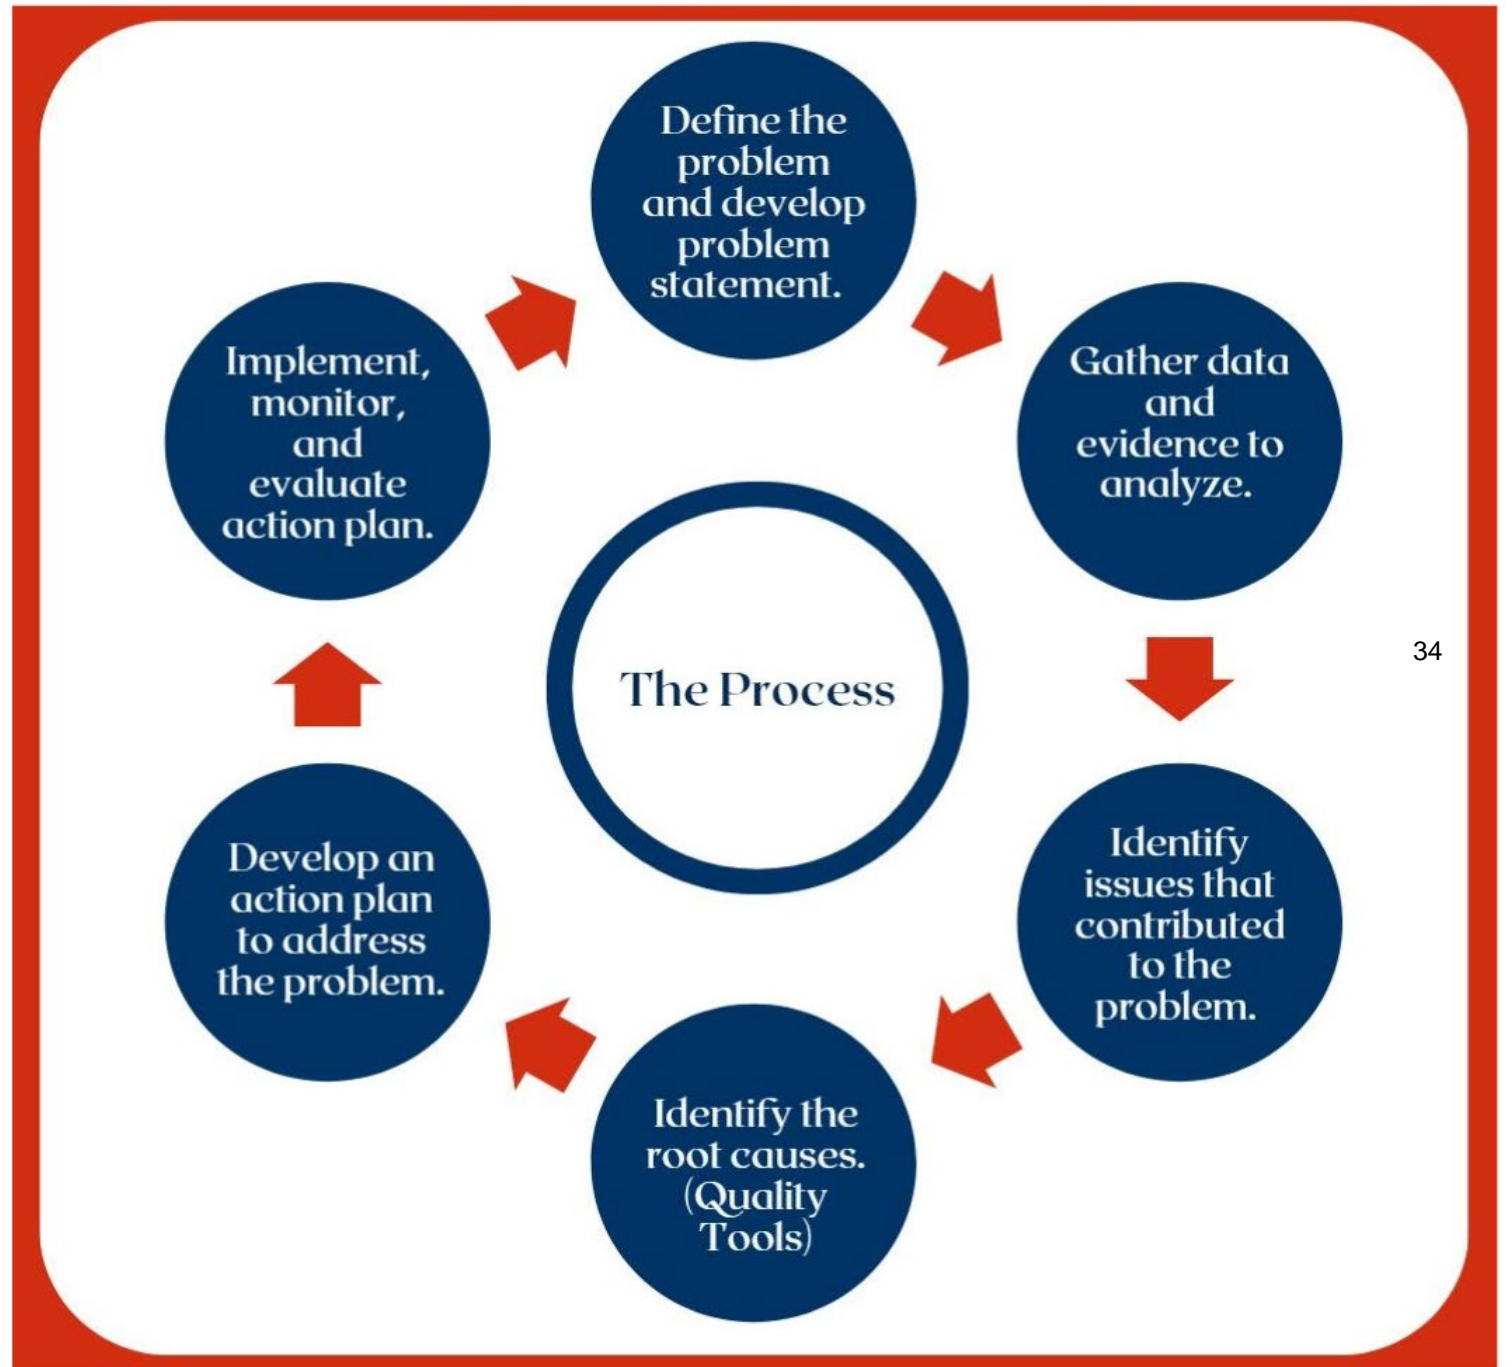 Define the
problem
and develop
problem
statement.
Gather data
and
evidence to
analyze.
Identify
issues that
contributed
to the
problem.
Identify the
root causes.
(Quality
Tools)
Develop an
action plan
to address
the problem.
Implement,
monitor,
and
evaluate
action plan.
The Process
34